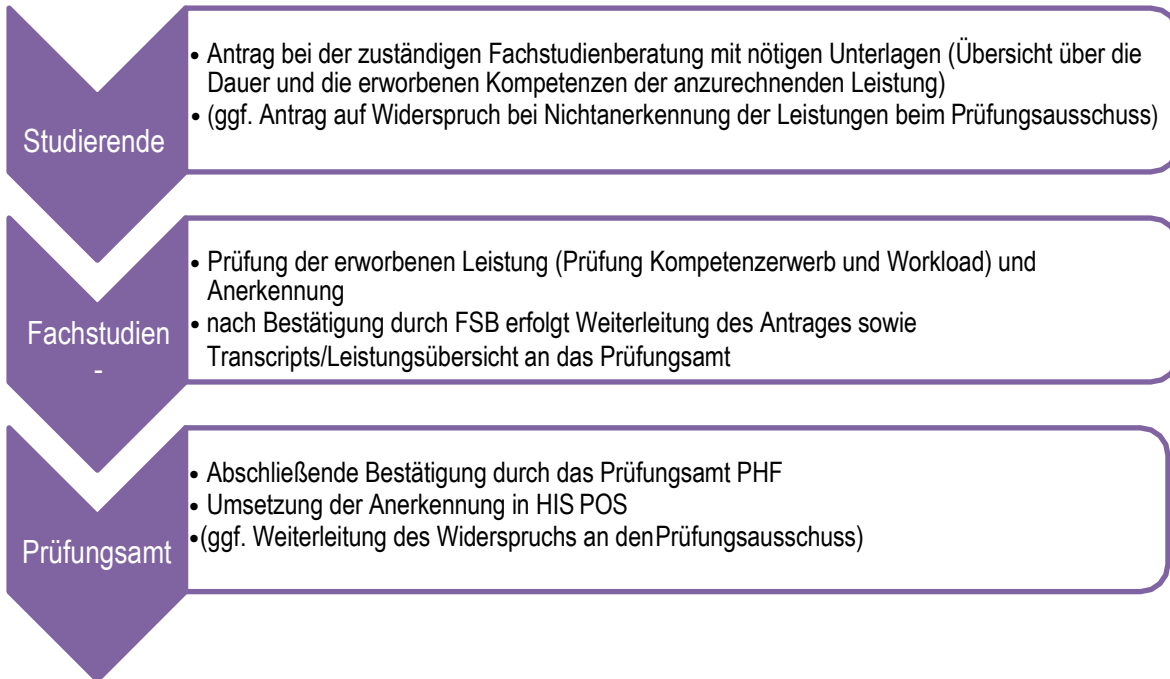 Studierende
• Antrag bei der zuständigen Fachstudienberatung mit nötigen Unterlagen (Übersicht über die
Dauer und die erworbenen Kompetenzen der anzurechnenden Leistung)
• (ggf. Antrag auf Widerspruch bei Nichtanerkennung der Leistungen beim Prüfungsausschuss)
Fachstudien
-
• Prüfung der erworbenen Leistung (Prüfung Kompetenzerwerb und Workload) und
Anerkennung
• nach Bestätigung durch FSB erfolgt Weiterleitung des Antrages sowie
Transcripts/Leistungsübersicht an das Prüfungsamt
Prüfungsamt
• Abschließende Bestätigung durch das Prüfungsamt PHF
• Umsetzung der Anerkennung in HIS POS
•(ggf. Weiterleitung des Widerspruchs an denPrüfungsausschuss)